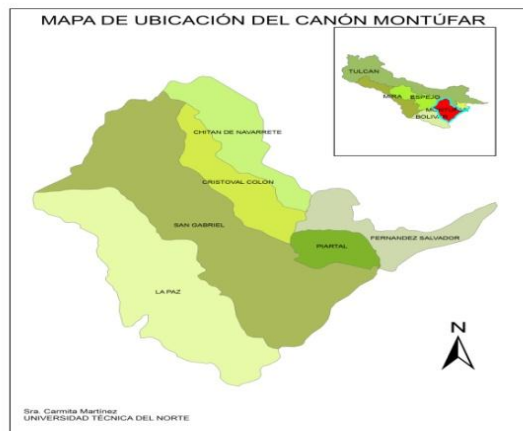 MAPA DE UBICACIÓN DEL CANÓN MONTÚFAR
TULCAN
MIRA
ESPEJO
CHITAN DE NAVARRETE
CRISTOVAL COLÓN
SAN GABRIEL
FERNANDEZ SALVADOR
PIARTAL
LA PAZ
N
Sra. Carmita Martínez
UNIVERSIDAD TÉCNICA DEL NORTE